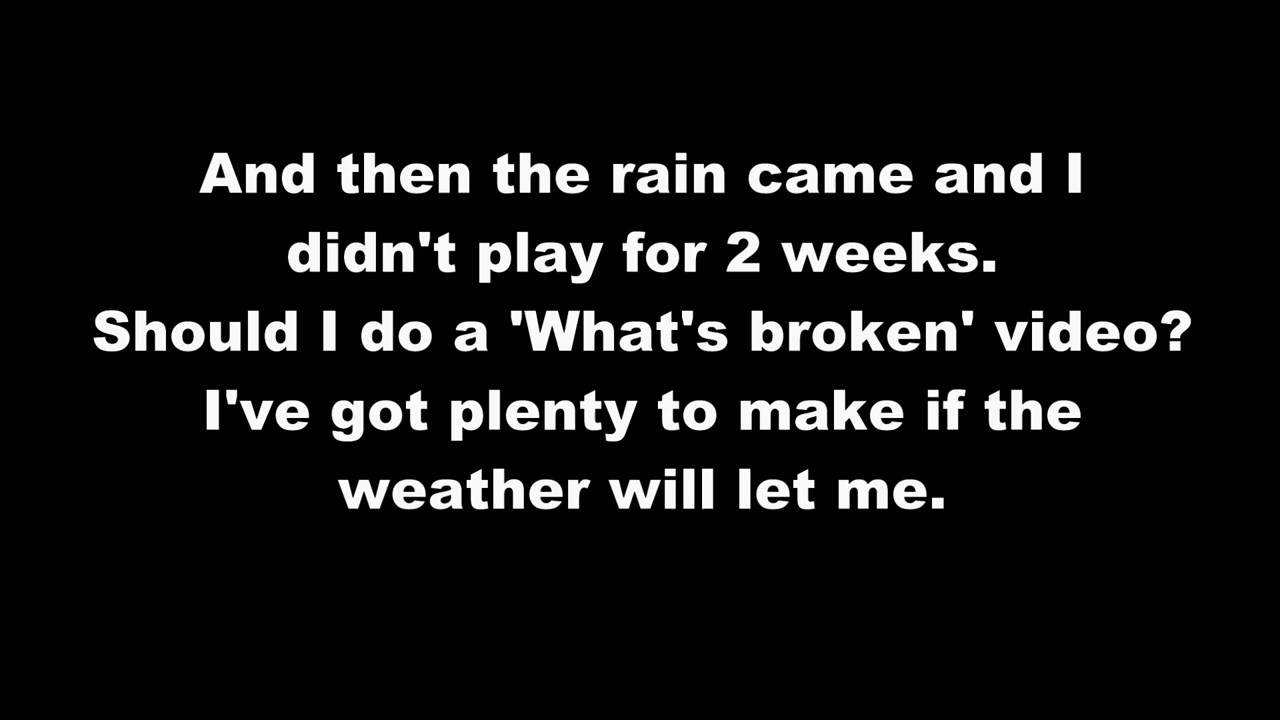 And then the rain came and I
didn't play for 2 weeks.
Should I do a 'What's broken' video?
I've got plenty to make if the
weather will let me.